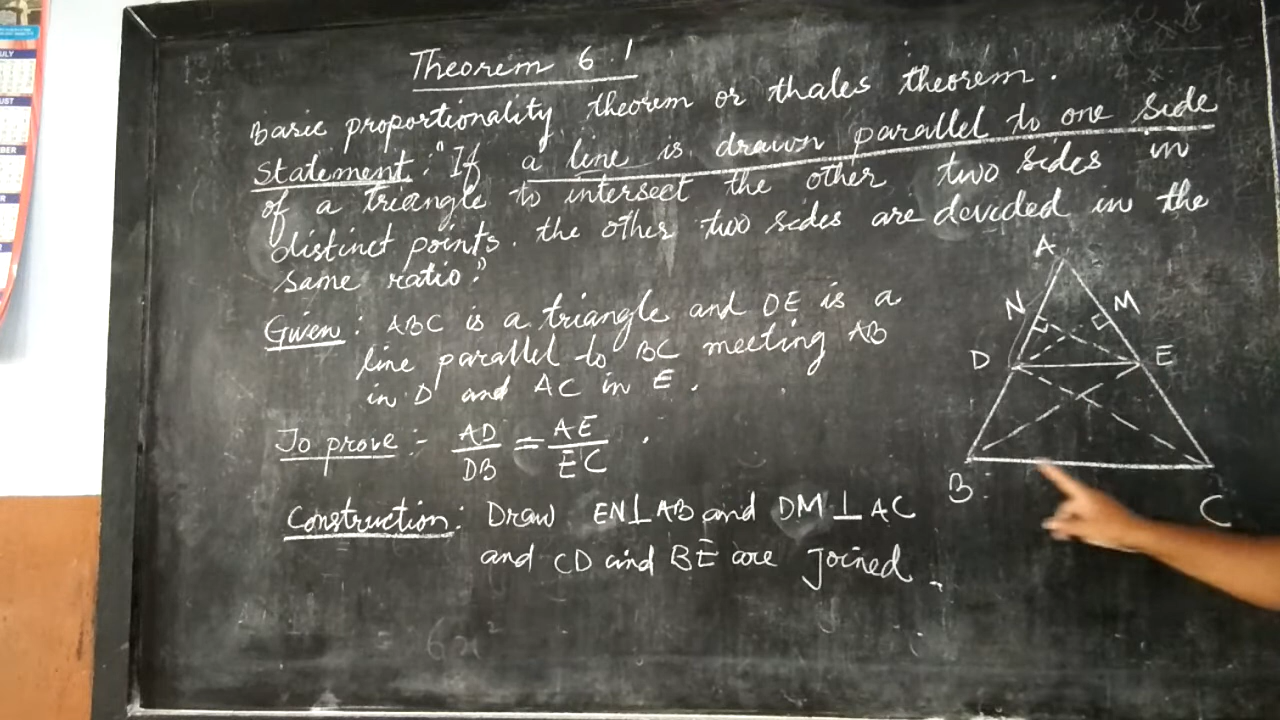 Theorem 6.1
Basic proportionality theorem or thales theorem.
Statement: "If a line is drawn parallel to one side
of a triangle to intersect the other two sides in
distinct points. the other two sides are devided in the
same ratio."
Given: ABC is a triangle and DE is a
line parallel to BC meeting AB
in D and AC in E.
To prove :- AD/DB = AE/EC.
Construction: Draw EN⊥AB and DM⊥AC
and CD and BE are joined.
A
N M
D E
B C
6x²